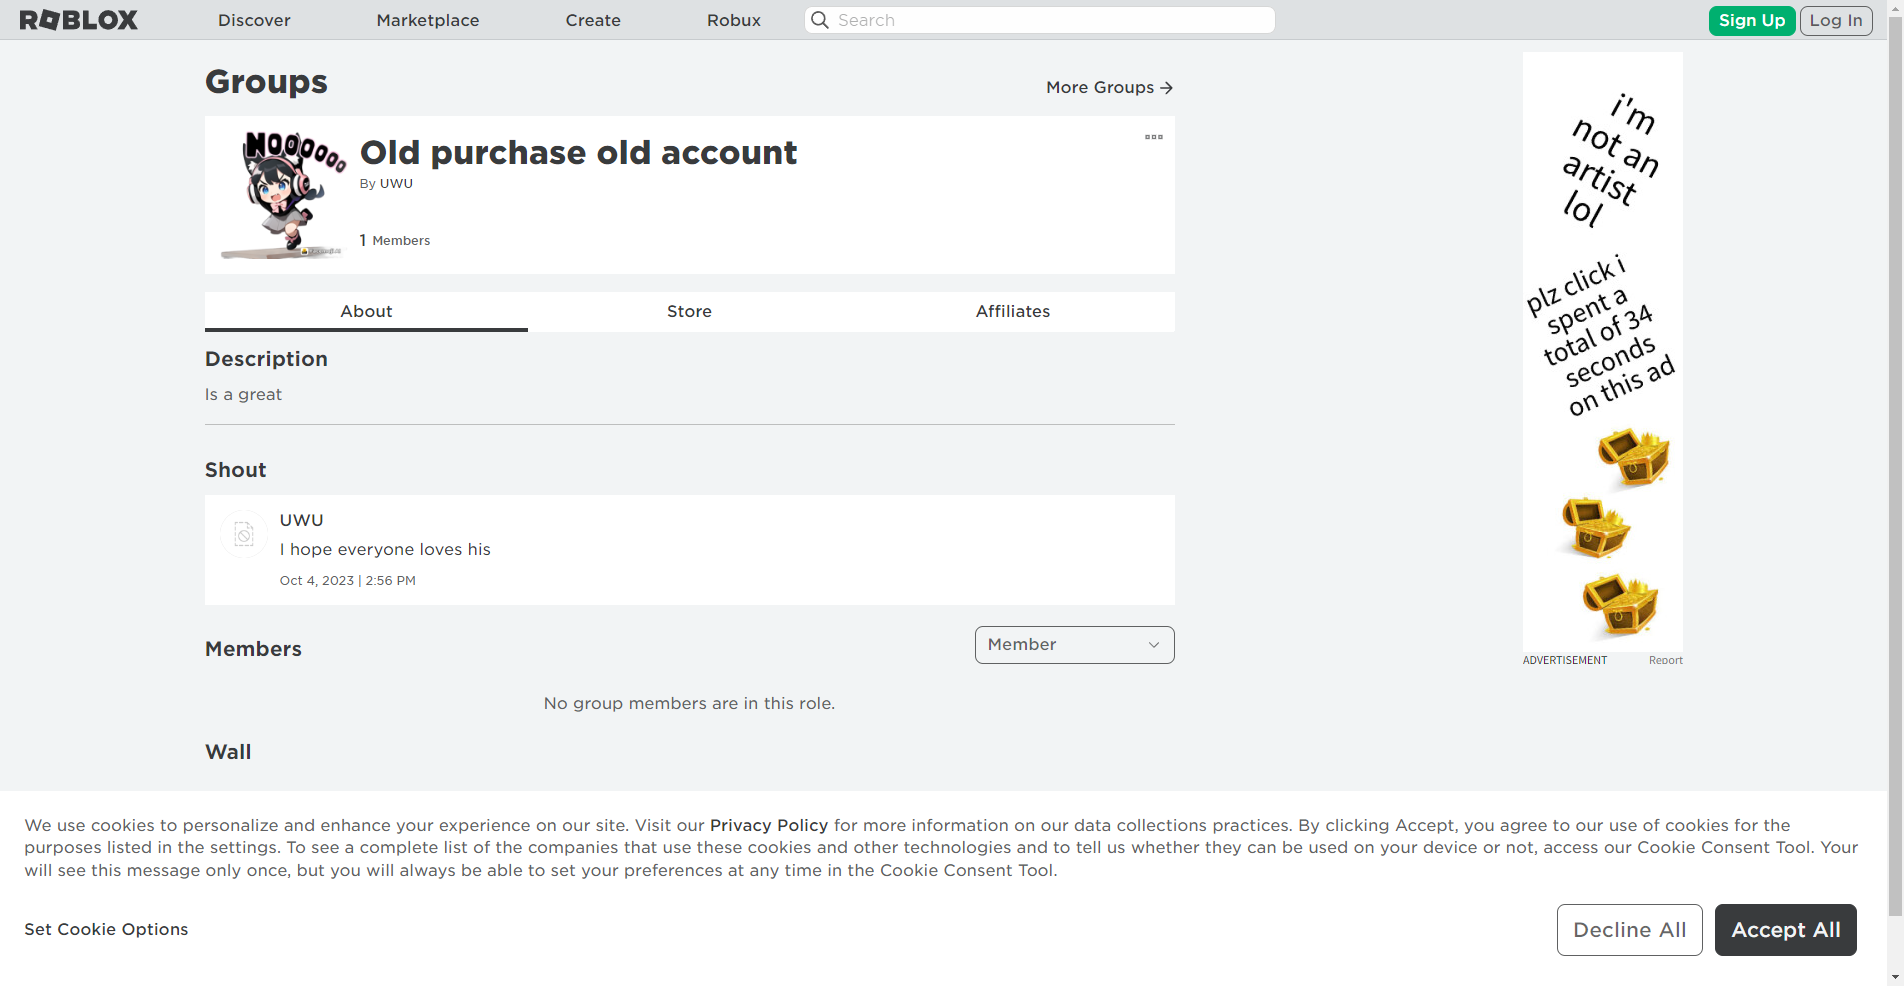 ROBLOX
Discover
Marketplace
Create
Robux
Search
Sign Up
Log In
Groups
More Groups
NOOOOOO
Old purchase old account
By UWU
1 Members
About
Store
Affiliates
Description
Is a great
Shout
UWU
I hope everyone loves his
Oct 4, 2023 | 2:56 PM
Members
Member
No group members are in this role.
Wall
i'm
not an
artist
lol
plz click i
spent a
total of 34
seconds
on this ad
ADVERTISEMENT
Report
We use cookies to personalize and enhance your experience on our site. Visit our Privacy Policy for more information on our data collections practices. By clicking Accept, you agree to our use of cookies for the
purposes listed in the settings. To see a complete list of the companies that use these cookies and other technologies and to tell us whether they can be used on your device or not, access our Cookie Consent Tool. Your
will see this message only once, but you will always be able to set your preferences at any time in the Cookie Consent Tool.
Set Cookie Options
Decline All
Accept All